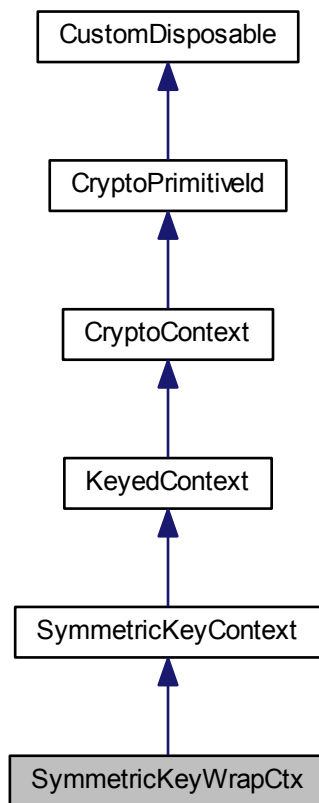 CustomDisposable
CryptoPrimitiveId
CryptoContext
KeyedContext
SymmetricKeyContext
SymmetricKeyWrapCtx